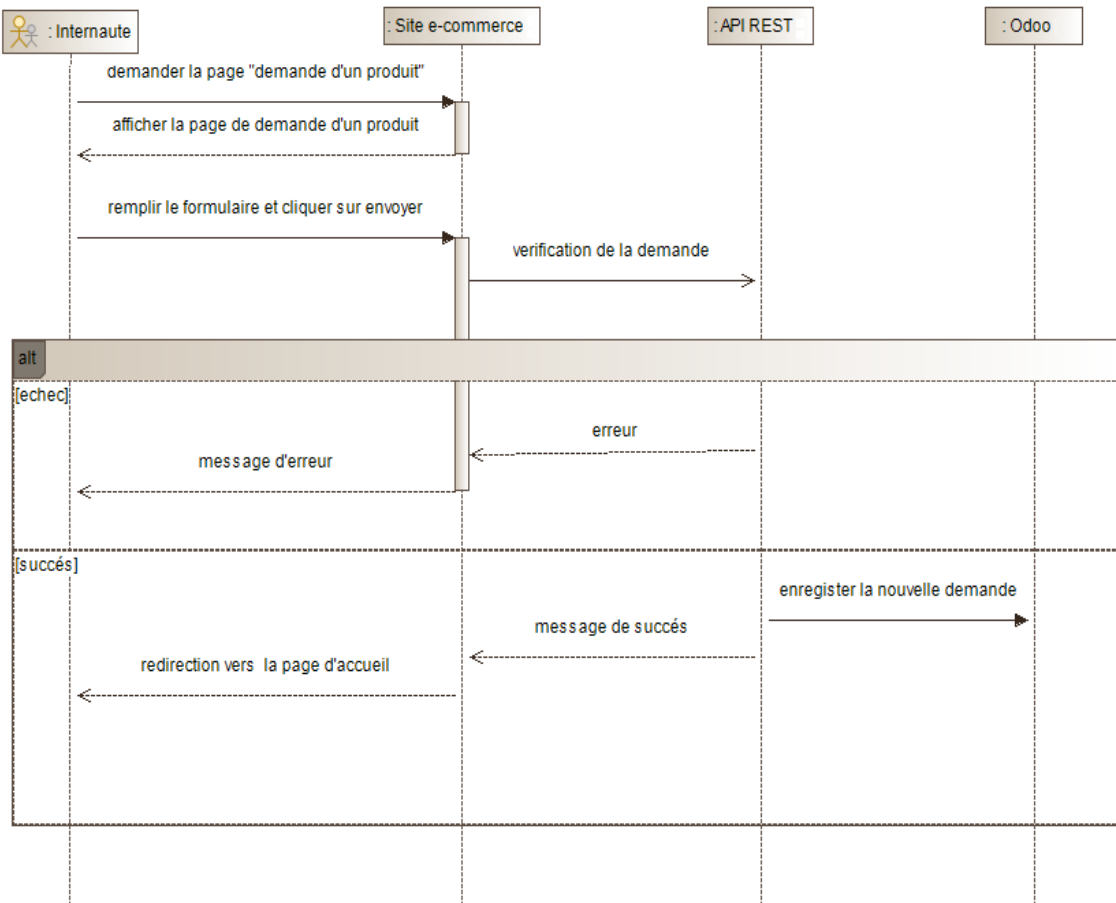 : Internaute
: Site e-commerce
: API REST
: Odoo
demander la page "demande d'un produit"
afficher la page de demande d'un produit
remplir le formulaire et cliquer sur envoyer
verification de la demande
alt
[echec]
erreur
message d'erreur
[succés]
enregister la nouvelle demande
message de succés
redirection vers la page d'accueil